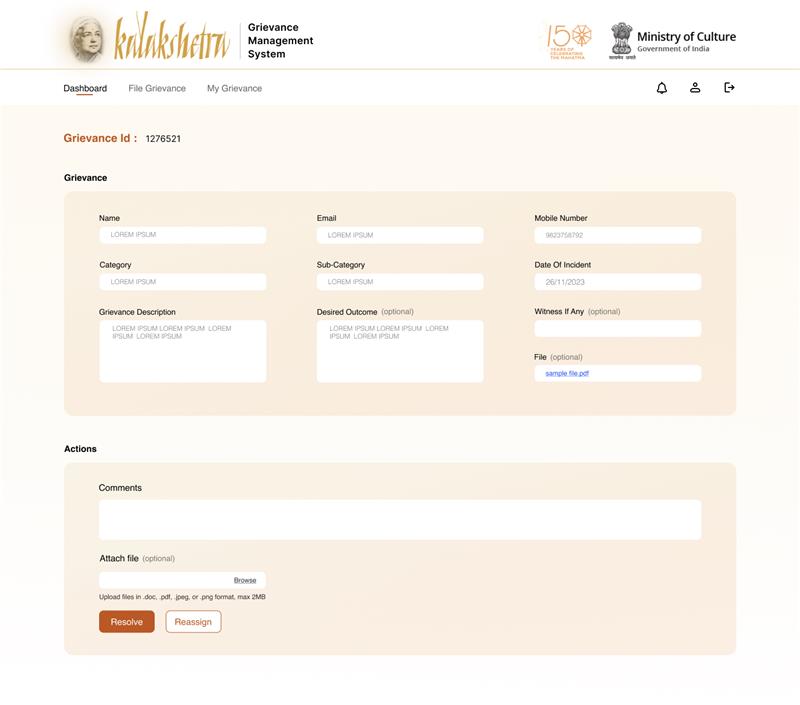 kalakshetra
Grievance
Management
System
150
YEARS OF
CELEBRATING
THE MAHATMA
सत्यमेव जयते
Ministry of Culture
Government of India
Dashboard
File Grievance
My Grievance
Grievance Id : 1276521
Grievance
Name
Email
Mobile Number
LOREM IPSUM
LOREM IPSUM
9823758792
Category
Sub-Category
Date Of Incident
LOREM IPSUM
LOREM IPSUM
26/11/2023
Grievance Description
Desired Outcome (optional)
Witness If Any (optional)
LOREM IPSUM LOREM IPSUM LOREM
IPSUM LOREM IPSUM
LOREM IPSUM LOREM IPSUM LOREM
IPSUM LOREM IPSUM
File (optional)
sample file.pdf
Actions
Comments
Attach file (optional)
Browse
Upload files in .doc, .pdf, .jpeg, or .png format, max 2MB
Resolve
Reassign